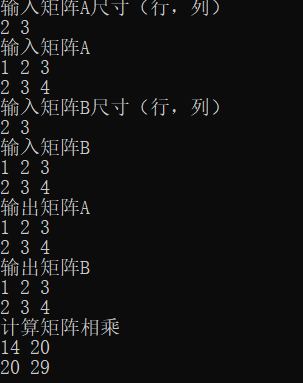 输入矩阵A尺寸（行，列）
2 3
输入矩阵A
1 2 3
2 3 4
输入矩阵B尺寸（行，列）
2 3
输入矩阵B
1 2 3
2 3 4
输出矩阵A
1 2 3
2 3 4
输出矩阵B
1 2 3
2 3 4
计算矩阵相乘
14 20
20 29